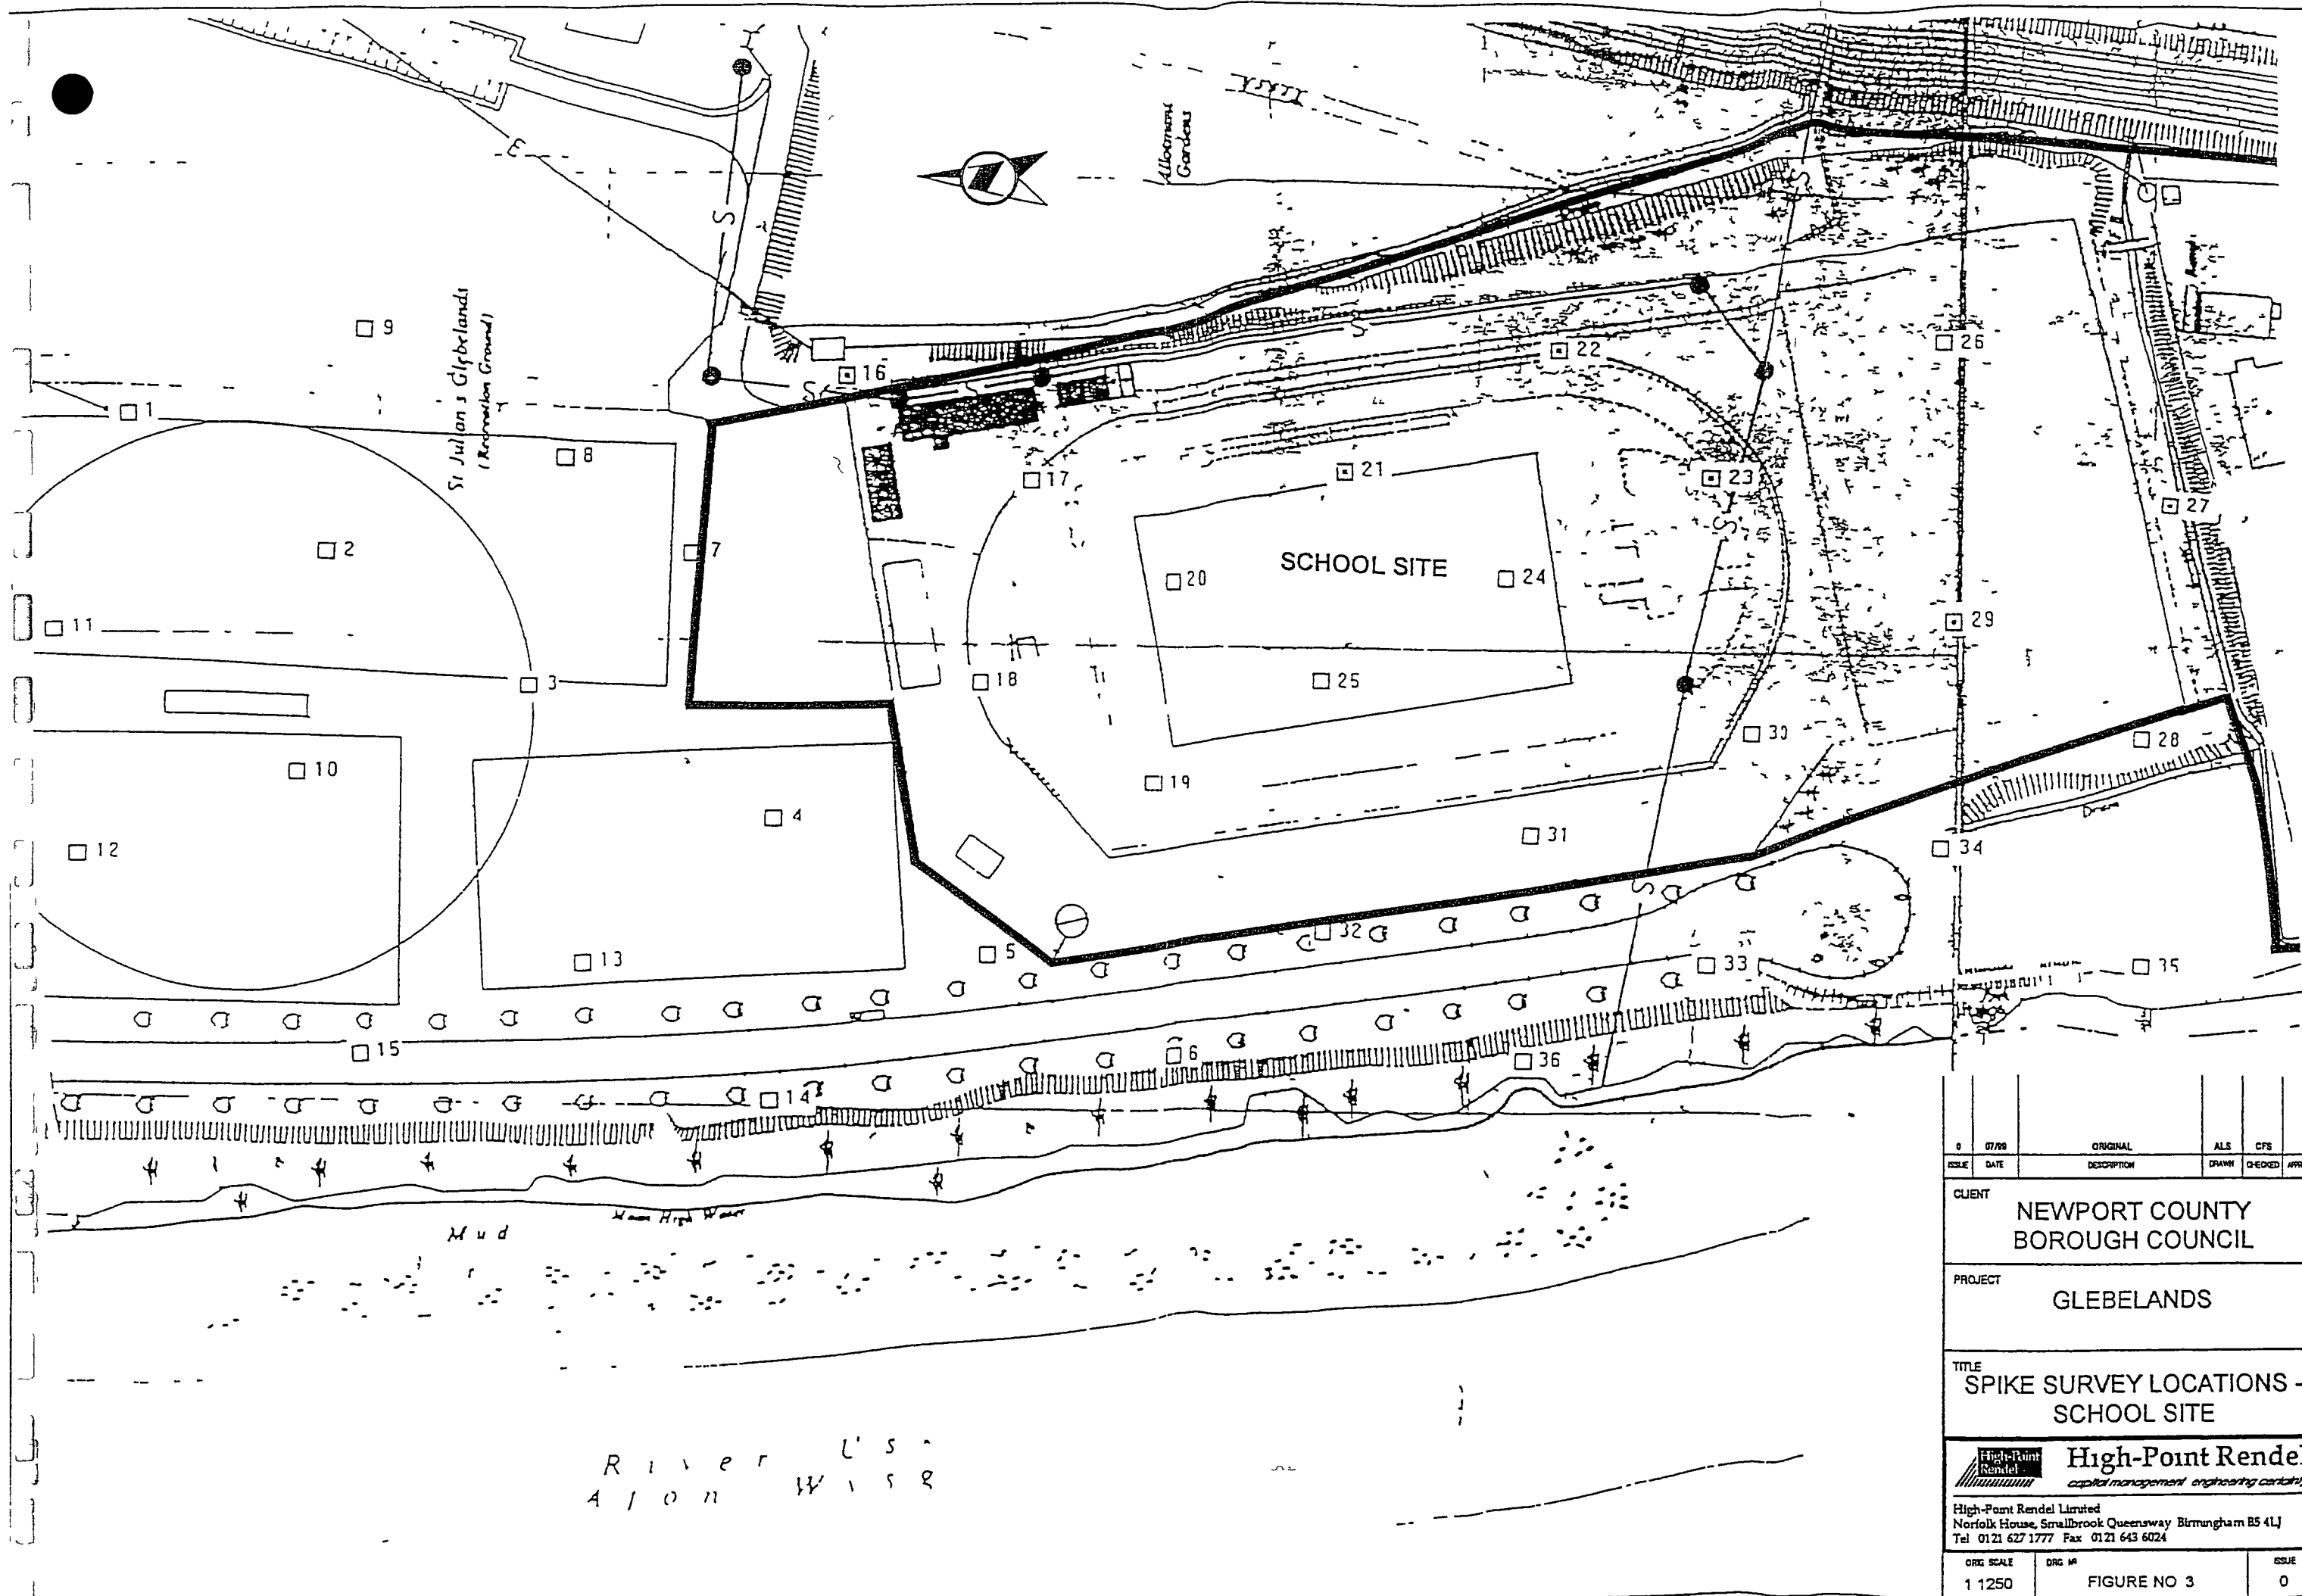 E
S
Allotment
Gardens
St Julian's Glebelands
(Recreation Ground)
9
1
8
2
7
11
3
10
4
12
13
5
15
14
6
16
S
S
S
22
26
17
21
23
27
S
SCHOOL SITE
20
24
29
18
25
30
28
19
31
Drain
34
S
32
33
35
36
Mud
Mean High Water
River
0 07/99 ORIGINAL ALS CFS
ISSUE DATE DESCRIPTION DRAWN CHECKED
CLIENT
NEWPORT COUNTY
BOROUGH COUNCIL
PROJECT
GLEBELANDS
TITLE
SPIKE SURVEY LOCATIONS -
SCHOOL SITE
High-Point
Rendel
High-Point Rendel
capital management engineering certainty
High-Point Rendel Limited
Norfolk House, Smallbrook Queensway Birmingham B5 4LJ
Tel 0121 627 1777 Fax 0121 643 6024
ORIG SCALE DRG Nº ISSUE
1 1250 FIGURE NO 3 0